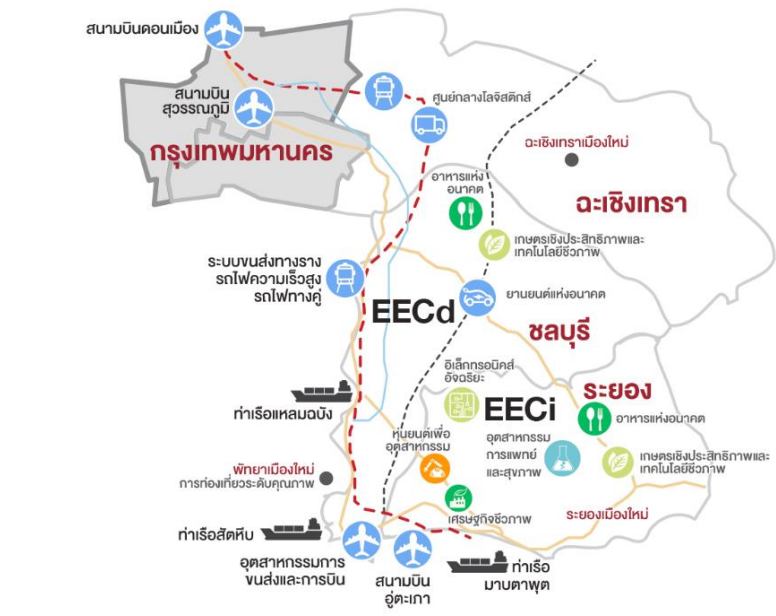 สนามบินดอนเมือง
สนามบิน
สุวรรณภูมิ
กรุงเทพมหานคร
ศูนย์กลางโลจิสติกส์
ฉะเชิงเทราเมืองใหม่
อาหารแห่ง
อนาคต
ฉะเชิงเทรา
เกษตรเชิงประสิทธิภาพและ
เทคโนโลยีชีวภาพ
ระบบขนส่งทางราง
รถไฟความเร็วสูง
รถไฟทางคู่
EECd
ยานยนต์แห่งอนาคต
ชลบุรี
อิเล็กทรอนิคส์
อัจฉริยะ
ระยอง
ท่าเรือแหลมฉบัง
EECi
อาหารแห่งอนาคต
หุ่นยนต์เพื่อ
อุตสาหกรรม
อุตสาหกรรม
การแพทย์
และสุขภาพ
เกษตรเชิงประสิทธิภาพและ
เทคโนโลยีชีวภาพ
พัทยาเมืองใหม่
การท่องเที่ยวระดับคุณภาพ
เศรษฐกิจชีวภาพ
ระยองเมืองใหม่
ท่าเรือสัตหีบ
อุตสาหกรรมการ
ขนส่งและการบิน
สนามบิน
อู่ตะเภา
ท่าเรือ
มาบตาพุต